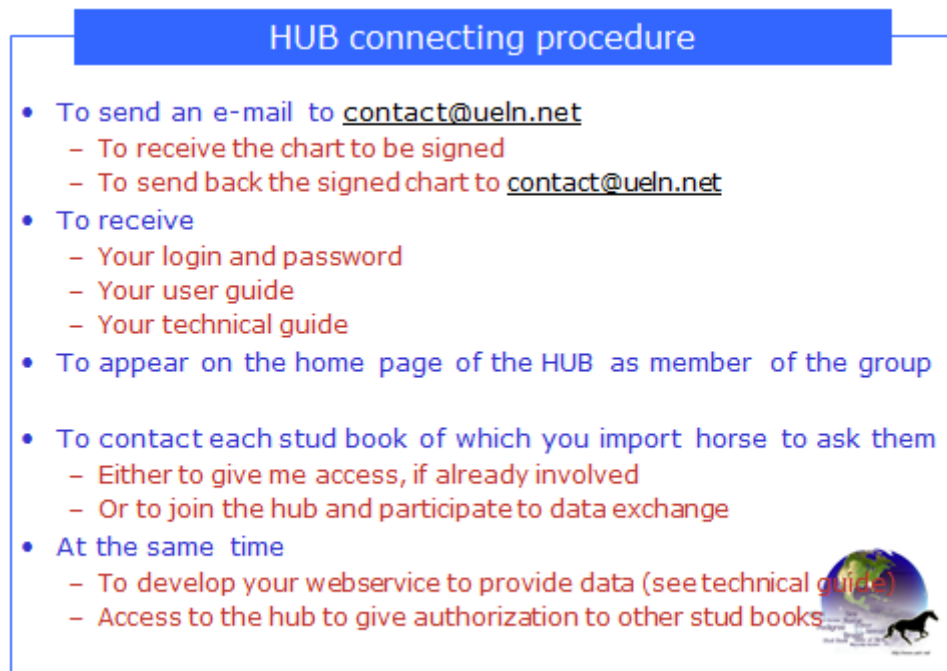 HUB connecting procedure
• To send an e-mail to contact@ueln.net
– To receive the chart to be signed
– To send back the signed chart to contact@ueln.net
• To receive
– Your login and password
– Your user guide
– Your technical guide
• To appear on the home page of the HUB as member of the group
• To contact each stud book of which you import horse to ask them
– Either to give me access, if already involved
– Or to join the hub and participate to data exchange
• At the same time
– To develop your webservice to provide data (see technical guide)
– Access to the hub to give authorization to other stud books